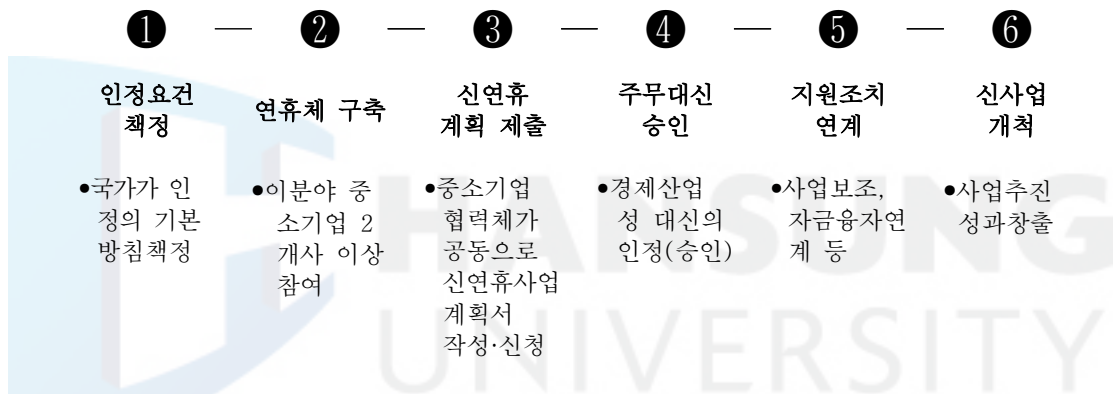 ❶ — ❷ — ❸ — ❹ — ❺ — ❻
인정요건
책정
연휴체 구축
신연휴
계획 제출
주무대신
승인
지원조치
연계
신사업
개척
●국가가 인
정의 기본
방침책정
●이분야 중
소기업 2
개사 이상
참여
●중소기업
협력체가
공동으로
신연휴사업
계획서
작성·신청
●경제산업
성 대신의
인정(승인)
●사업보조,
자금융자연
계 등
●사업추진
성과창출
HANSUNG
UNIVERSITY